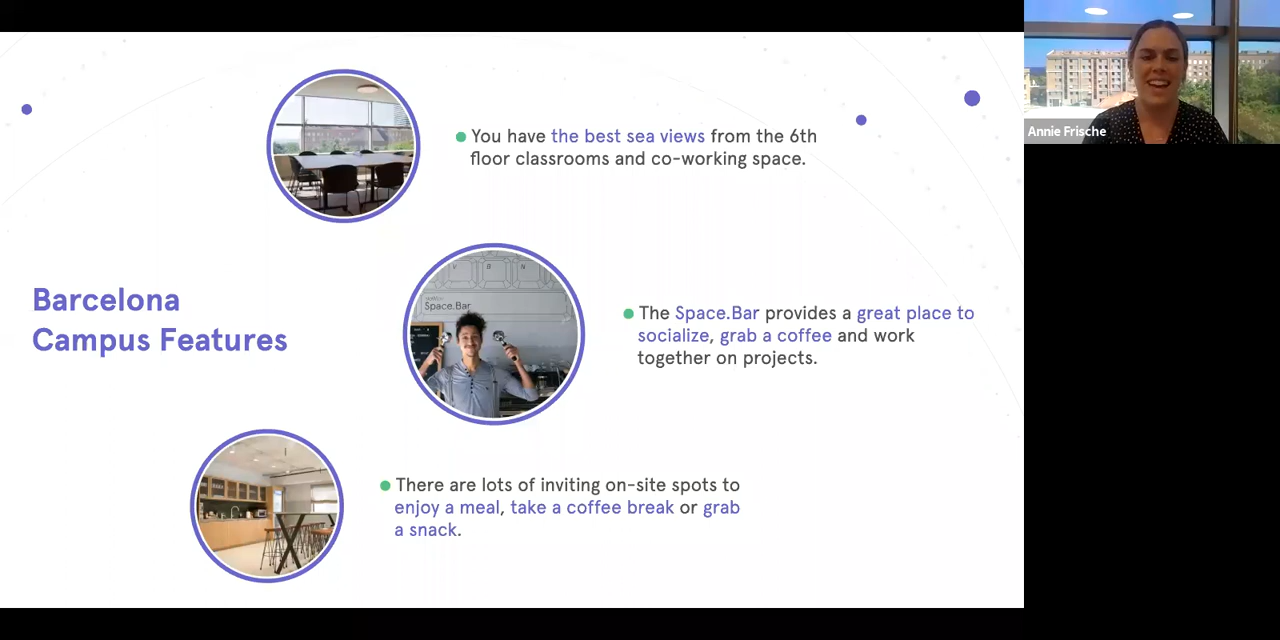 Annie Frische
You have the best sea views from the 6th
floor classrooms and co-working space.
V B N
Space.Bar
Barcelona
Campus Features
The Space.Bar provides a great place to
socialize, grab a coffee and work
together on projects.
There are lots of inviting on-site spots to
enjoy a meal, take a coffee break or grab
a snack.